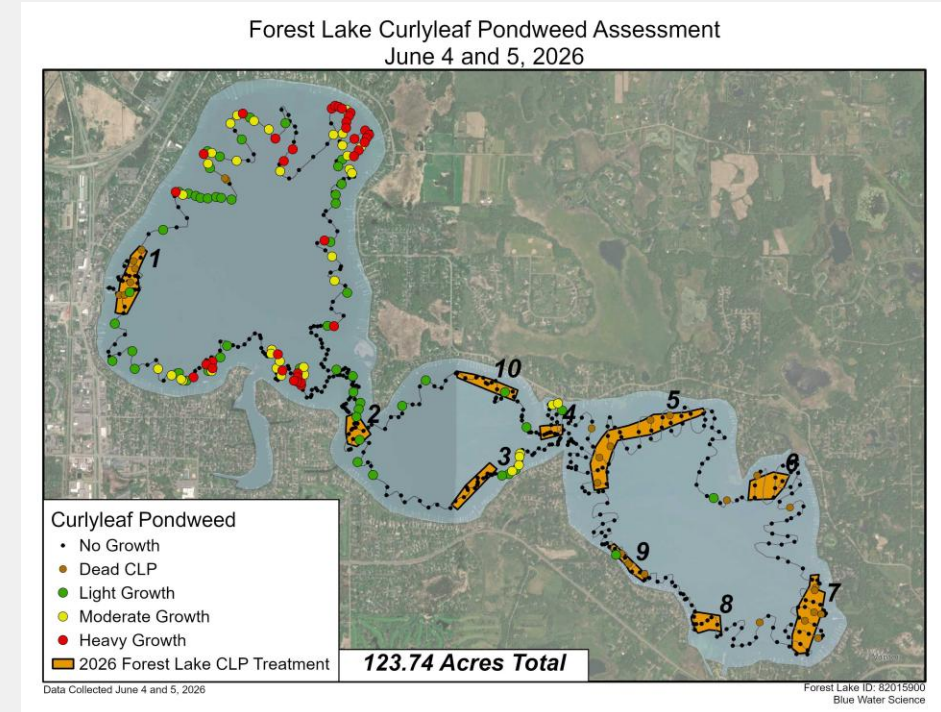 Forest Lake Curlyleaf Pondweed Assessment
June 4 and 5, 2026
1
10
2
4
5
3
6
9
7
8
Curlyleaf Pondweed
No Growth
Dead CLP
Light Growth
Moderate Growth
Heavy Growth
2026 Forest Lake CLP Treatment
123.74 Acres Total
Data Collected June 4 and 5, 2026
Forest Lake ID: 82015900
Blue Water Science